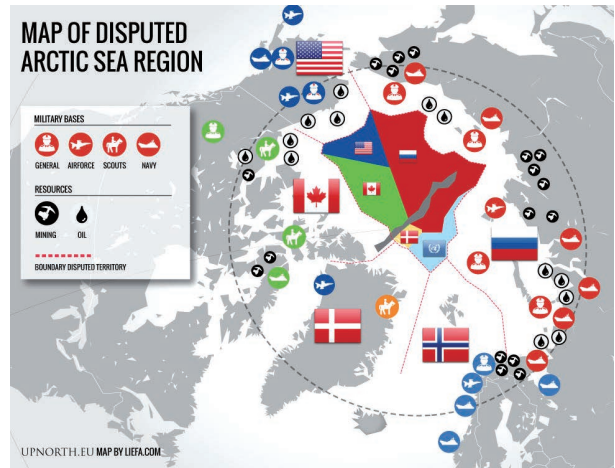 MAP OF DISPUTED
ARCTIC SEA REGION
MILITARY BASES
GENERAL AIRFORCE SCOUTS NAVY
RESOURCES
MINING OIL
BOUNDARY DISPUTED TERRITORY
UPNORTH.EU MAP BY LIEFA.COM